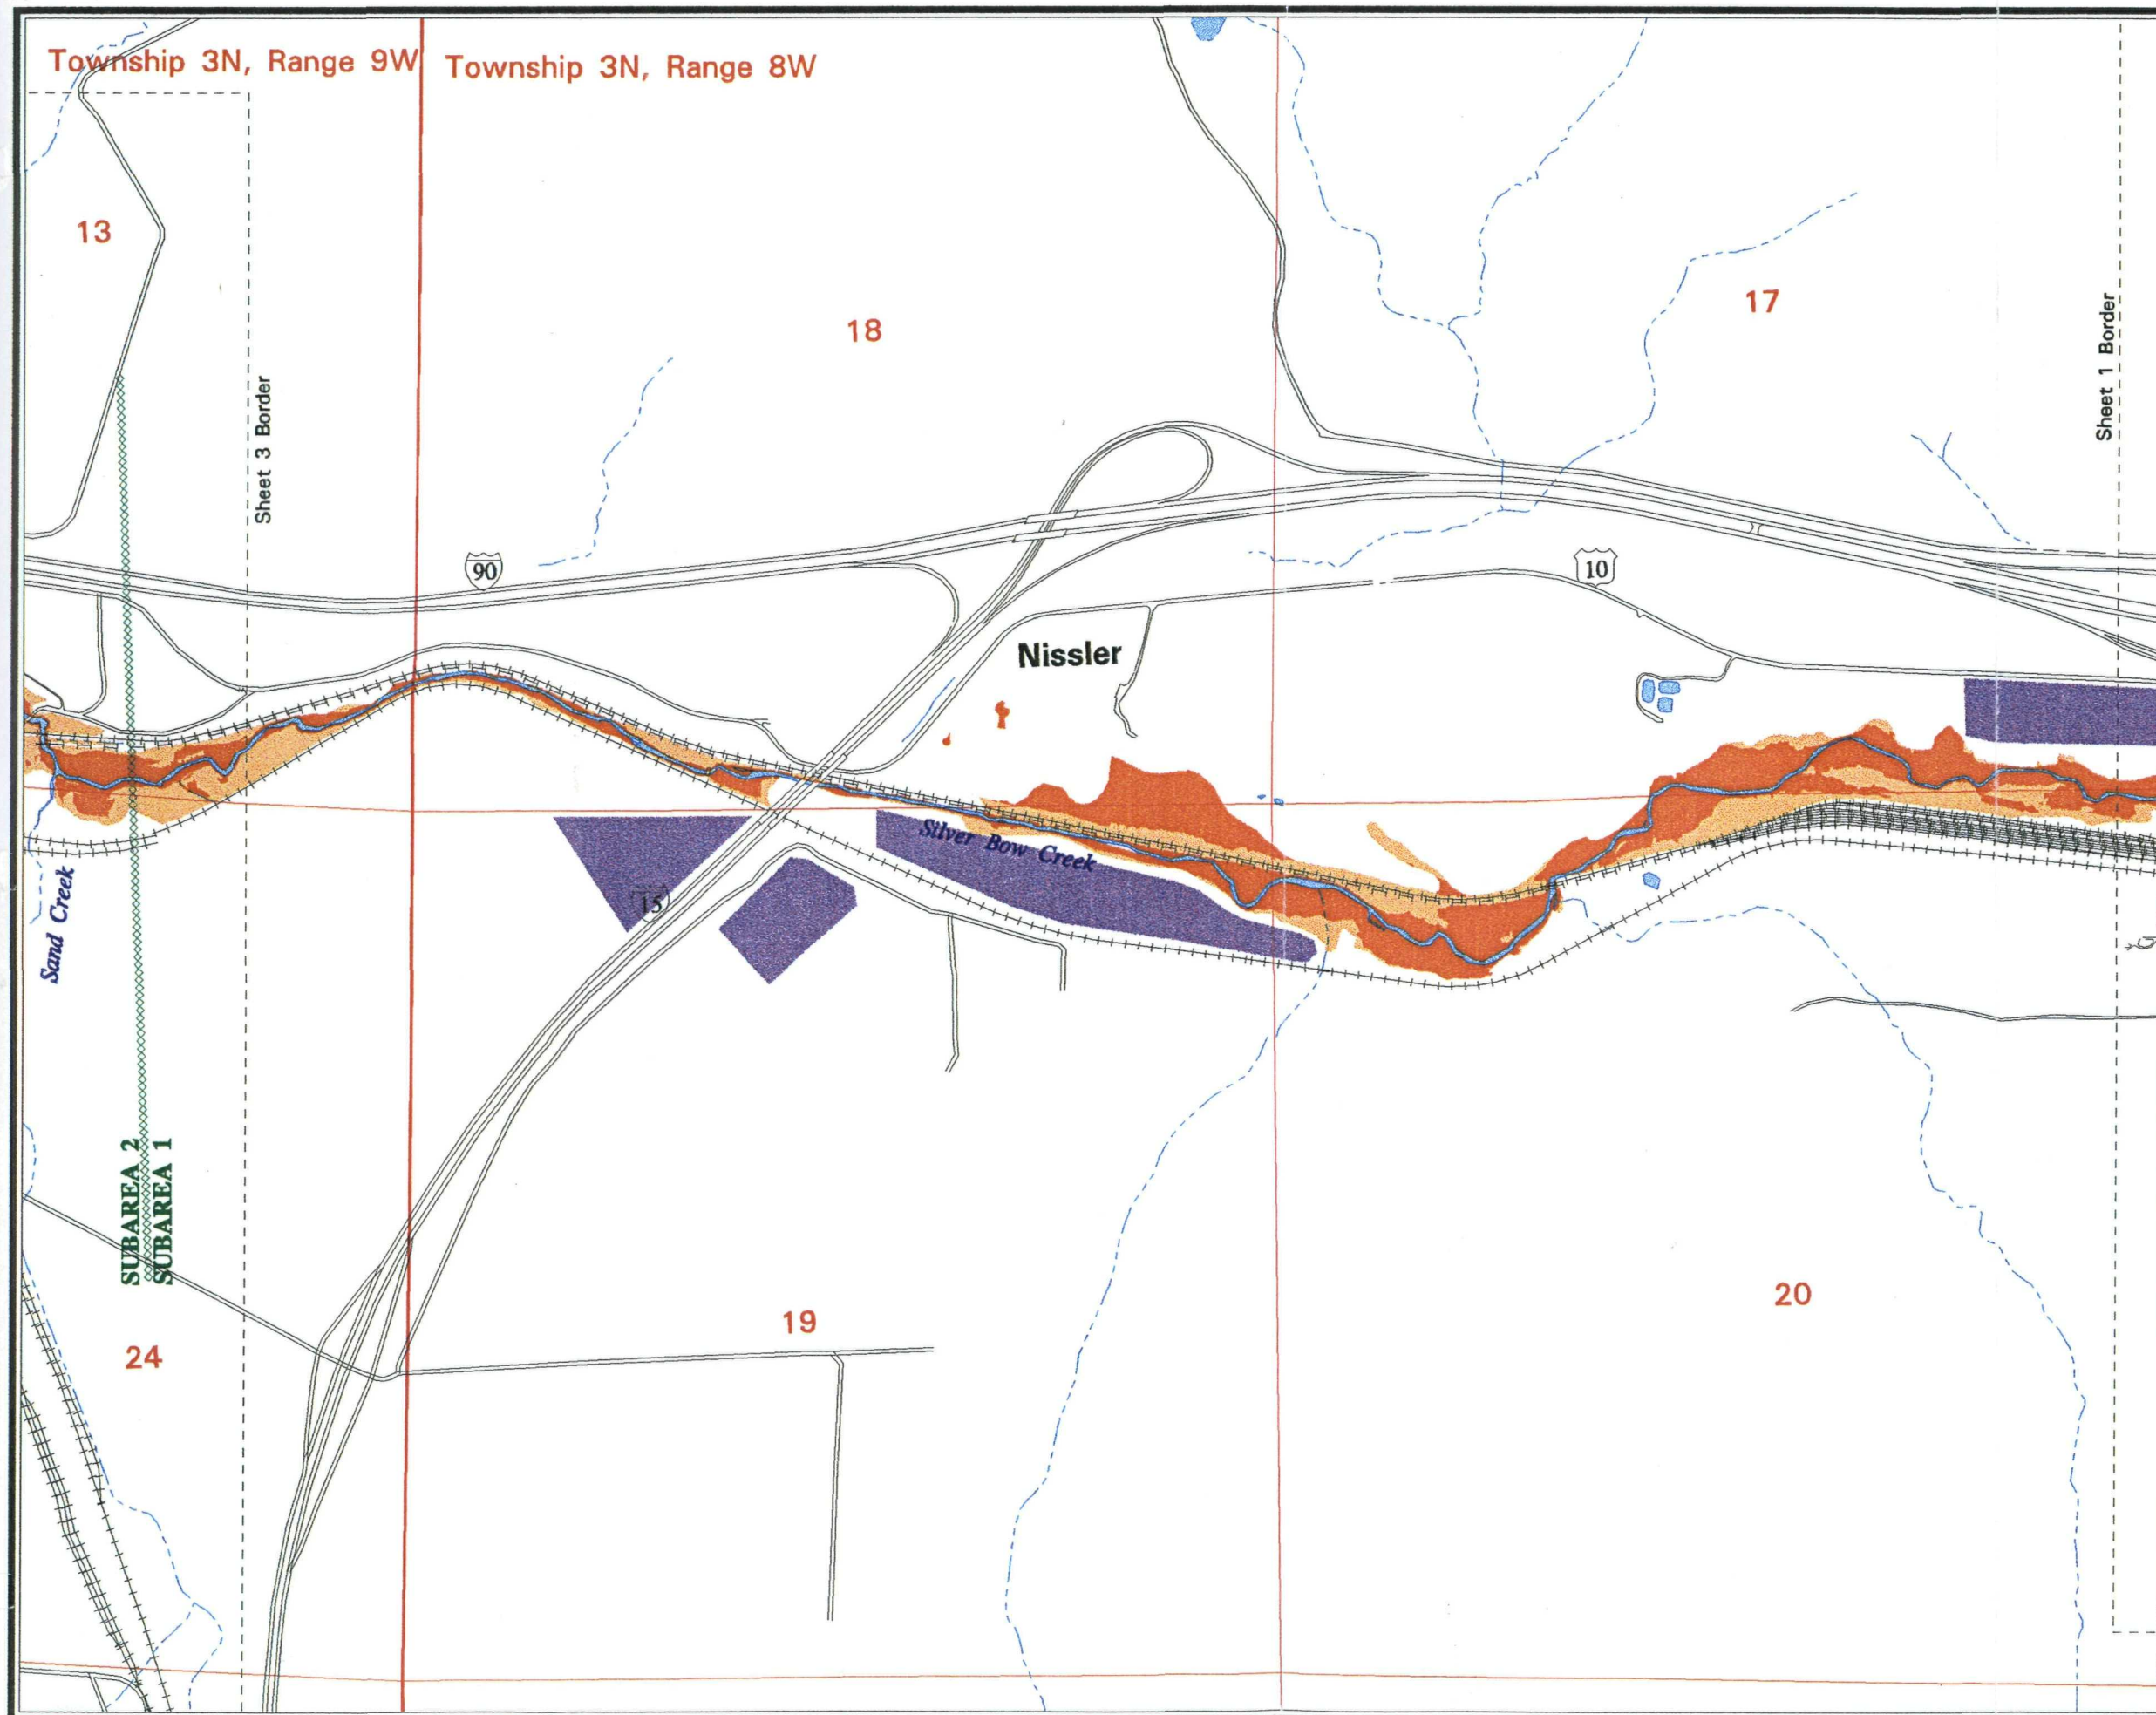 Township 3N, Range 9W
Township 3N, Range 8W
13
18
17
Sheet 3 Border
Sheet 1 Border
90
10
Nissler
Silver Bow Creek
15
Sand Creek
SUBAREA 2
SUBAREA 1
19
20
24